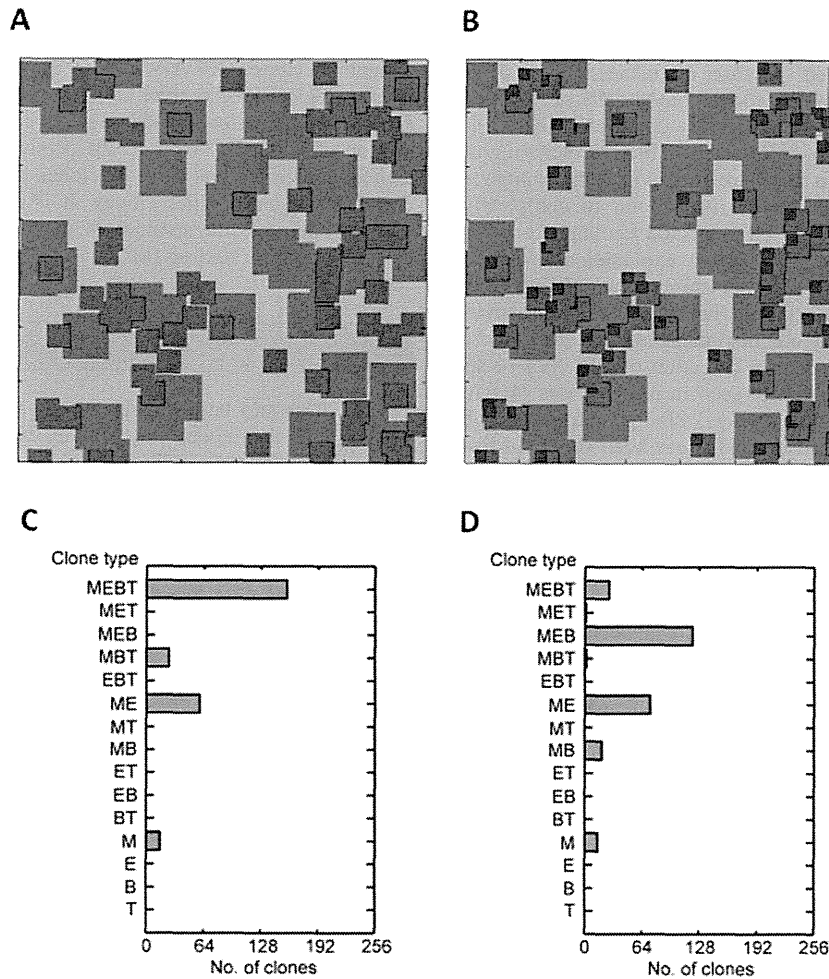 A
B
C
Clone type
MEBT
MET
MEB
MBT
EBT
ME
MT
MB
ET
EB
BT
M
E
B
T
0 64 128 192 256
No. of clones
D
Clone type
MEBT
MET
MEB
MBT
EBT
ME
MT
MB
ET
EB
BT
M
E
B
T
0 64 128 192 256
No. of clones